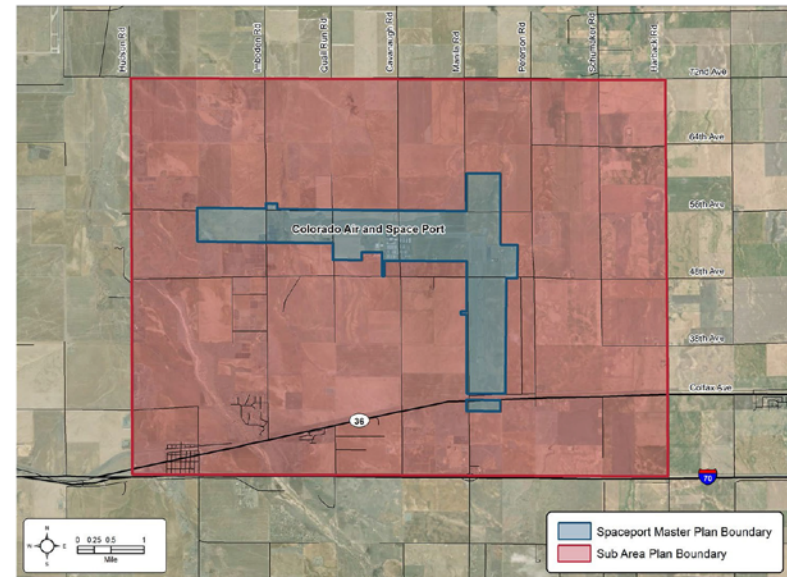 Hudson Rd
Imboden Rd
Quail Run Rd
Cavanaugh Rd
Manila Rd
Peterson Rd
Schumaker Rd
Harback Rd
72nd Ave
64th Ave
56th Ave
Colorado Air and Space Port
48th Ave
38th Ave
Colfax Ave
36
70
N
W E
S
0 0.25 0.5 1
Mile
Spaceport Master Plan Boundary
Sub Area Plan Boundary